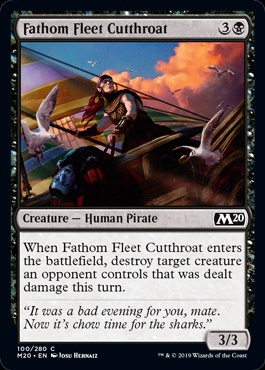 Fathom Fleet Cutthroat 3
Creature — Human Pirate M20
When Fathom Fleet Cutthroat enters
the battlefield, destroy target creature
an opponent controls that was dealt
damage this turn.
"It was a bad evening for you, mate.
Now it's chow time for the sharks."
3/3
100/280 C
M20 • EN JOSU HERNAIZ ™ & © 2019 Wizards of the Coast